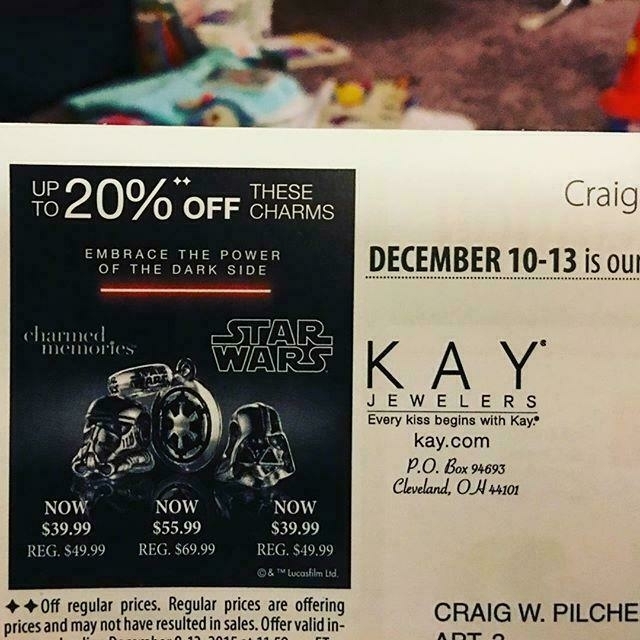 UP TO 20%** OFF THESE CHARMS
EMBRACE THE POWER
OF THE DARK SIDE
charmed
memories
STAR
WARS
NOW
$39.99
REG. $49.99
NOW
$55.99
REG. $69.99
NOW
$39.99
REG. $49.99
© & ™ Lucasfilm Ltd.
✦✦Off regular prices. Regular prices are offering
prices and may not have resulted in sales. Offer valid in-
Craig
DECEMBER 10-13 is our
KAY®
JEWELERS
Every kiss begins with Kay.®
kay.com
P.O. Box 94693
Cleveland, OH 44101
CRAIG W. PILCHE